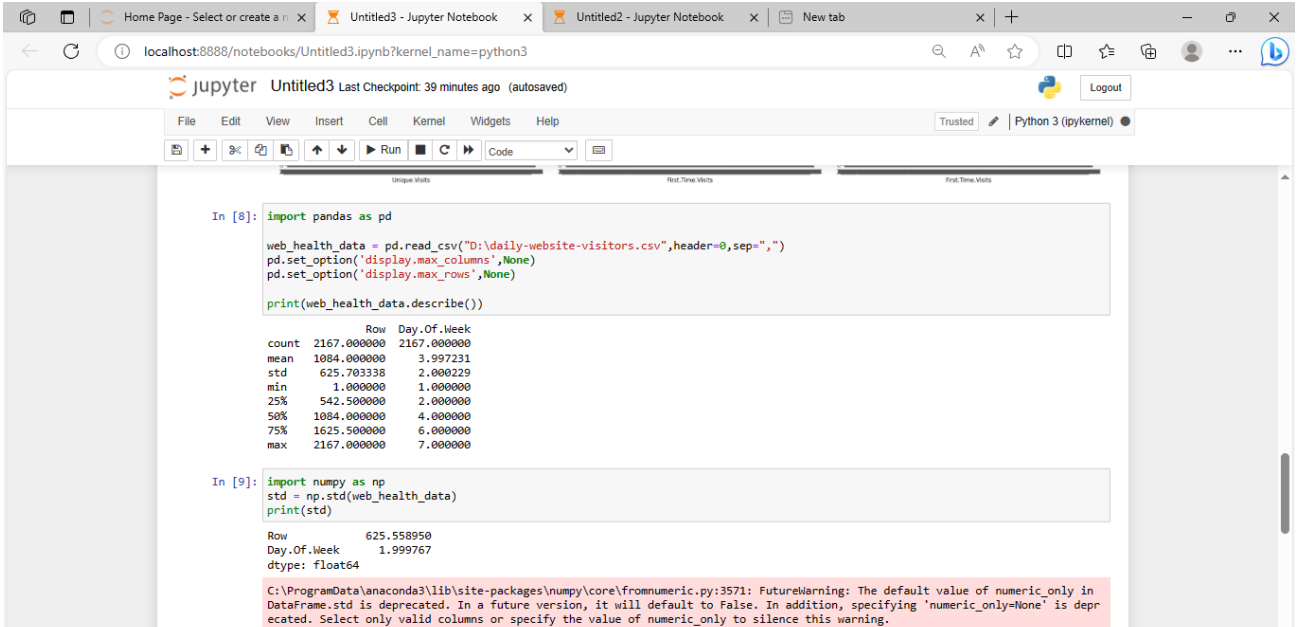 Home Page - Select or create a n
Untitled3 - Jupyter Notebook
Untitled2 - Jupyter Notebook
New tab
localhost:8888/notebooks/Untitled3.ipynb?kernel_name=python3
jupyter Untitled3 Last Checkpoint: 39 minutes ago (autosaved)
Logout
File Edit View Insert Cell Kernel Widgets Help
Trusted Python 3 (ipykernel)
Run Code
Unique.Visits First.Time.Visits First.Time.Visits
In [8]: import pandas as pd
web_health_data = pd.read_csv("D:\daily-website-visitors.csv",header=0,sep=",")
pd.set_option('display.max_columns',None)
pd.set_option('display.max_rows',None)
print(web_health_data.describe())
Row Day.Of.Week
count 2167.000000 2167.000000
mean 1084.000000 3.997231
std 625.703338 2.000229
min 1.000000 1.000000
25% 542.500000 2.000000
50% 1084.000000 4.000000
75% 1625.500000 6.000000
max 2167.000000 7.000000
In [9]: import numpy as np
std = np.std(web_health_data)
print(std)
Row 625.558950
Day.Of.Week 1.999767
dtype: float64
C:\ProgramData\anaconda3\lib\site-packages\numpy\core\fromnumeric.py:3571: FutureWarning: The default value of numeric_only in
DataFrame.std is deprecated. In a future version, it will default to False. In addition, specifying 'numeric_only=None' is depr
ecated. Select only valid columns or specify the value of numeric_only to silence this warning.